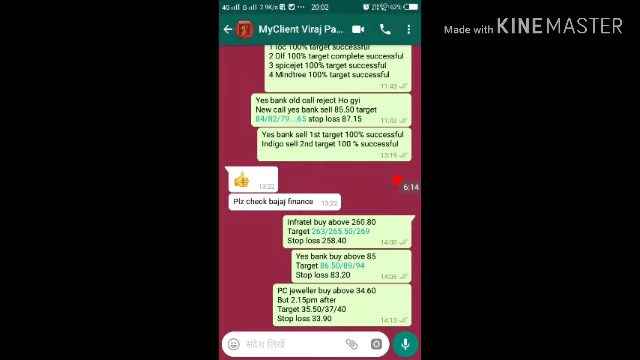 4G 4G 2.9K/s 20:02 62%
Made with KINEMASTER
MyClient Viraj Pa...
1 Ioc 100% target successful
2 Dlf 100% target complete successful
3 spicejet 100% target successful
4 Mindtree 100% target successful
11:43
Yes bank old call reject Ho gyi
New call yes bank sell 85.50 target
84/82/79....65 stop loss 87.15
11:43
Yes bank sell 1st target 100% successful
Indigo sell 2nd target 100 % successful
13:19
13:22
6:14
Plz check bajaj finance 13:22
Infratel buy above 260.80
Target 263/265.50/269
Stop loss 258.40 14:00
Yes bank buy above 85
Target 86.50/89/94
Stop loss 83.20 14:05
PC jeweller buy above 34.60
But 2.15pm after
Target 35.50/37/40
Stop loss 33.90 14:13
संदेश लिखें